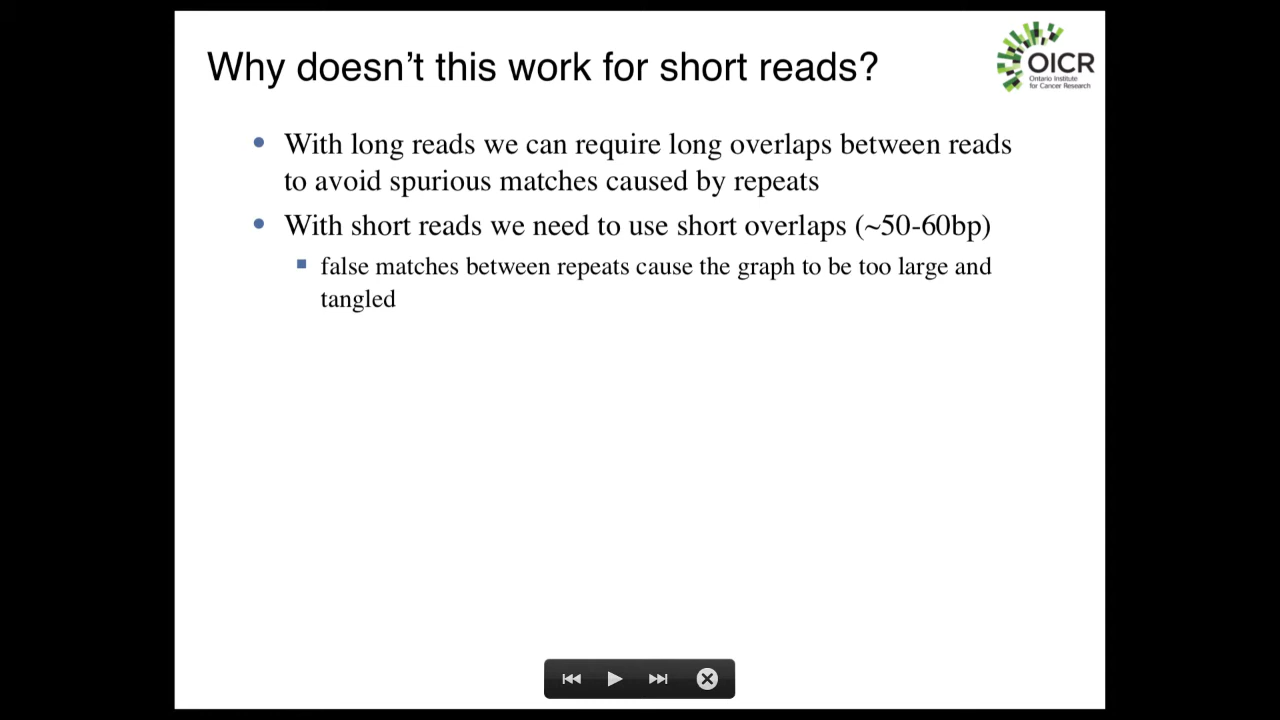 Why doesn’t this work for short reads?
OICR
Ontario Institute
for Cancer Research
With long reads we can require long overlaps between reads
to avoid spurious matches caused by repeats
With short reads we need to use short overlaps (~50-60bp)
false matches between repeats cause the graph to be too large and
tangled